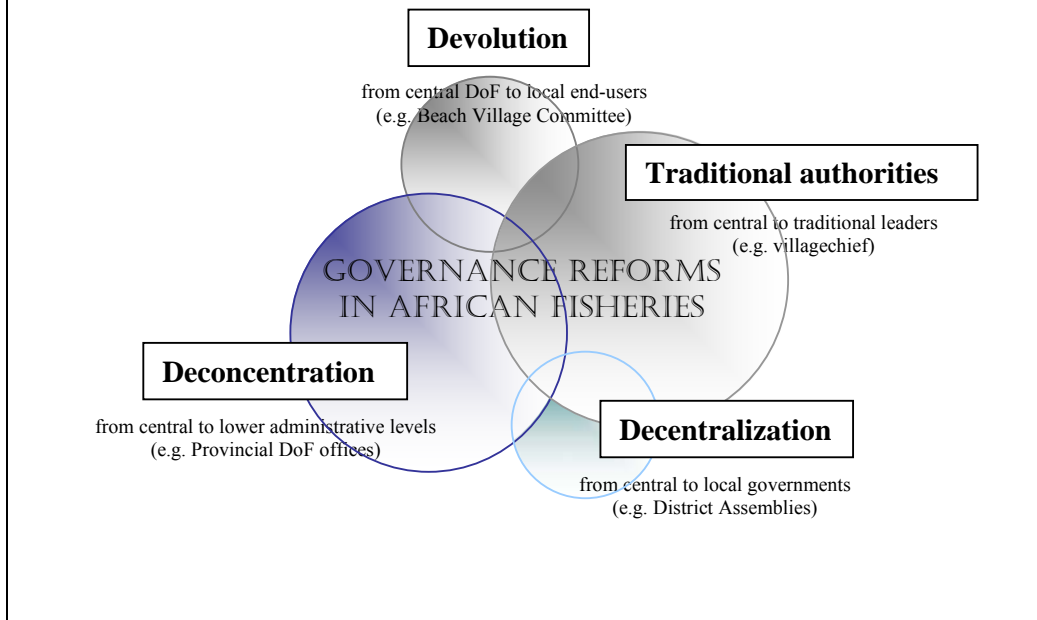 Devolution
from central DoF to local end-users
(e.g. Beach Village Committee)
Traditional authorities
from central to traditional leaders
(e.g. villagechief)
GOVERNANCE REFORMS
IN AFRICAN FISHERIES
Deconcentration
from central to lower administrative levels
(e.g. Provincial DoF offices)
Decentralization
from central to local governments
(e.g. District Assemblies)